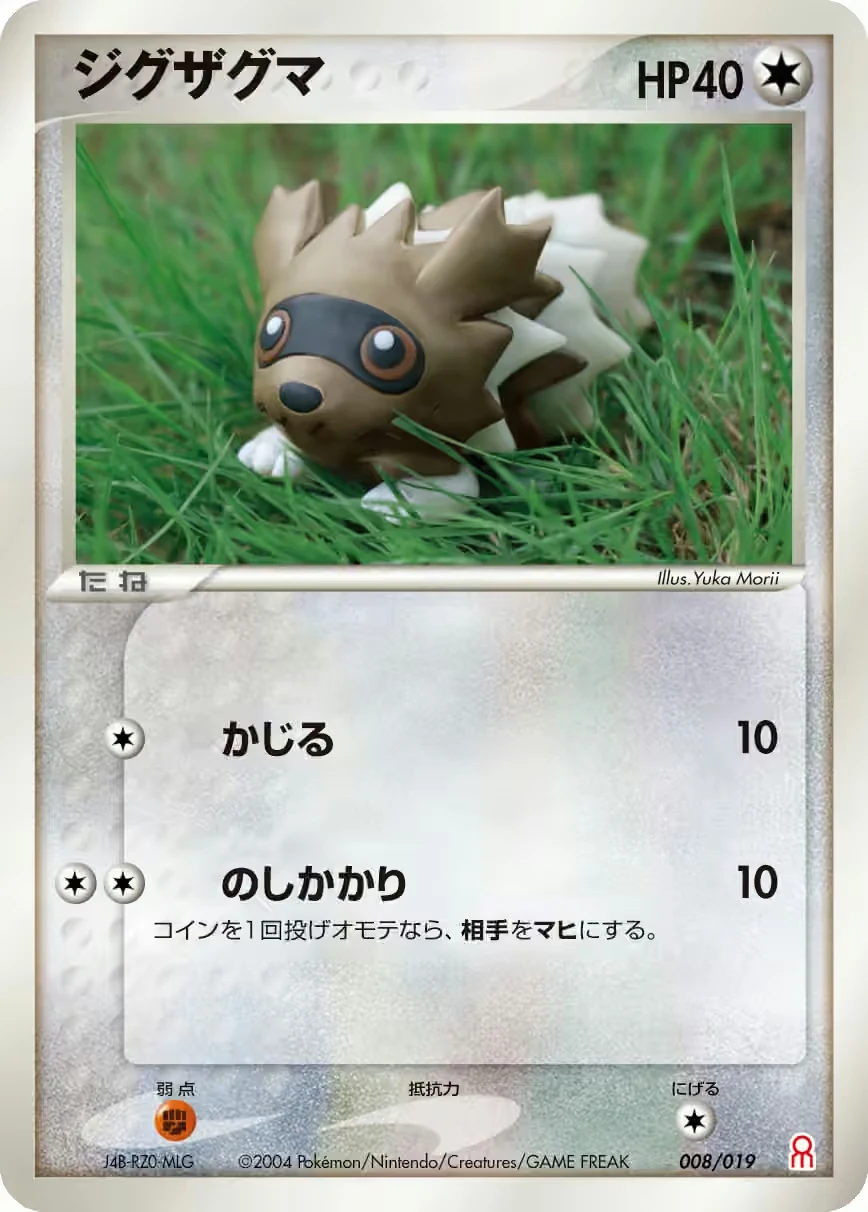 ジグザグマ HP40
たね Illus.Yuka Morii
かじる 10
のしかかり 10
コインを1回投げオモテなら、相手をマヒにする。
弱点 抵抗力 にげる
J4B-RZ0-MLG ©2004 Pokémon/Nintendo/Creatures/GAME FREAK 008/019